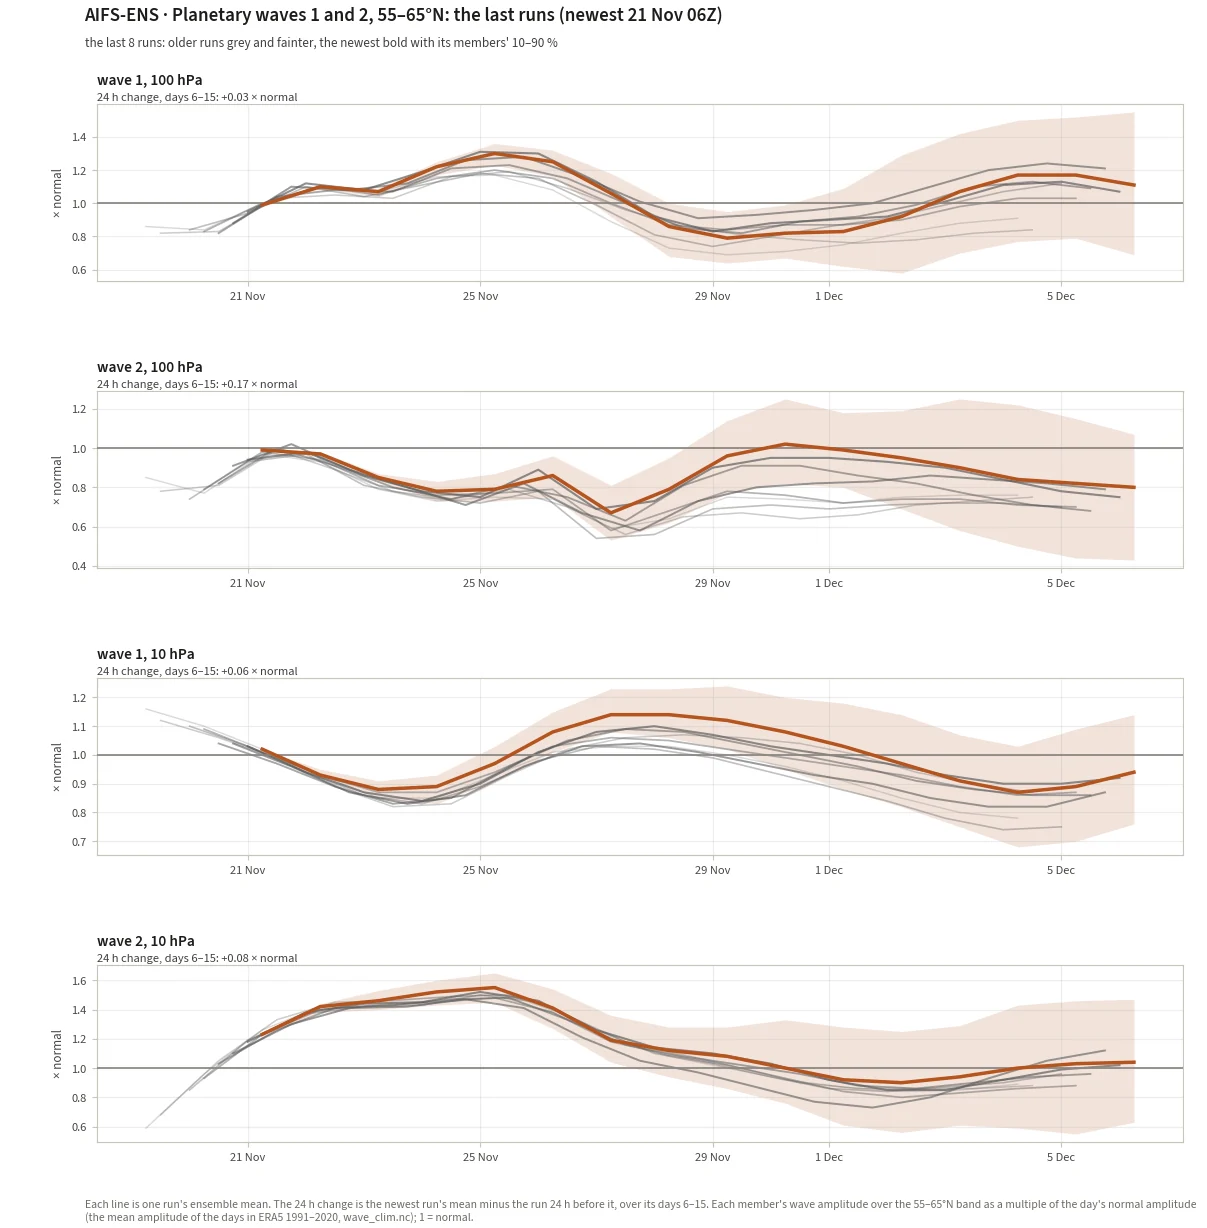 AIFS-ENS · Planetary waves 1 and 2, 55–65°N: the last runs (newest 21 Nov 06Z)
the last 8 runs: older runs grey and fainter, the newest bold with its members' 10–90 %
wave 1, 100 hPa
24 h change, days 6–15: +0.03 × normal
1.4
1.2
1.0
0.8
0.6
× normal
21 Nov
25 Nov
29 Nov
1 Dec
5 Dec
wave 2, 100 hPa
24 h change, days 6–15: +0.17 × normal
1.2
1.0
0.8
0.6
0.4
× normal
21 Nov
25 Nov
29 Nov
1 Dec
5 Dec
wave 1, 10 hPa
24 h change, days 6–15: +0.06 × normal
1.2
1.1
1.0
0.9
0.8
0.7
× normal
21 Nov
25 Nov
29 Nov
1 Dec
5 Dec
wave 2, 10 hPa
24 h change, days 6–15: +0.08 × normal
1.6
1.4
1.2
1.0
0.8
0.6
× normal
21 Nov
25 Nov
29 Nov
1 Dec
5 Dec
Each line is one run's ensemble mean. The 24 h change is the newest run's mean minus the run 24 h before it, over its days 6–15. Each member's wave amplitude over the 55–65°N band as a multiple of the day's normal amplitude
(the mean amplitude of the days in ERA5 1991–2020, wave_clim.nc); 1 = normal.